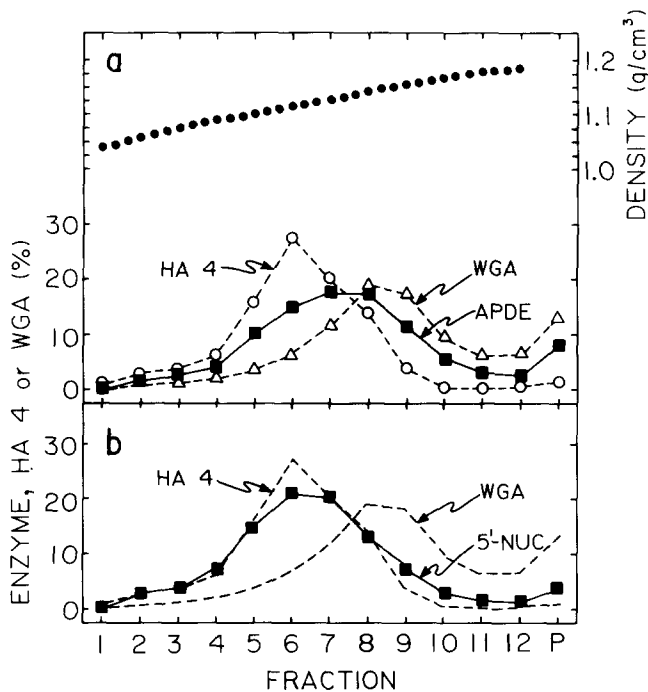 a
1.2
1.1
1.0
DENSITY (g/cm³)
30
20
10
0
HA 4
WGA
APDE
b
30
20
10
0
HA 4
WGA
5'-NUC
ENZYME, HA 4 or WGA (%)
1 2 3 4 5 6 7 8 9 10 11 12 P
FRACTION